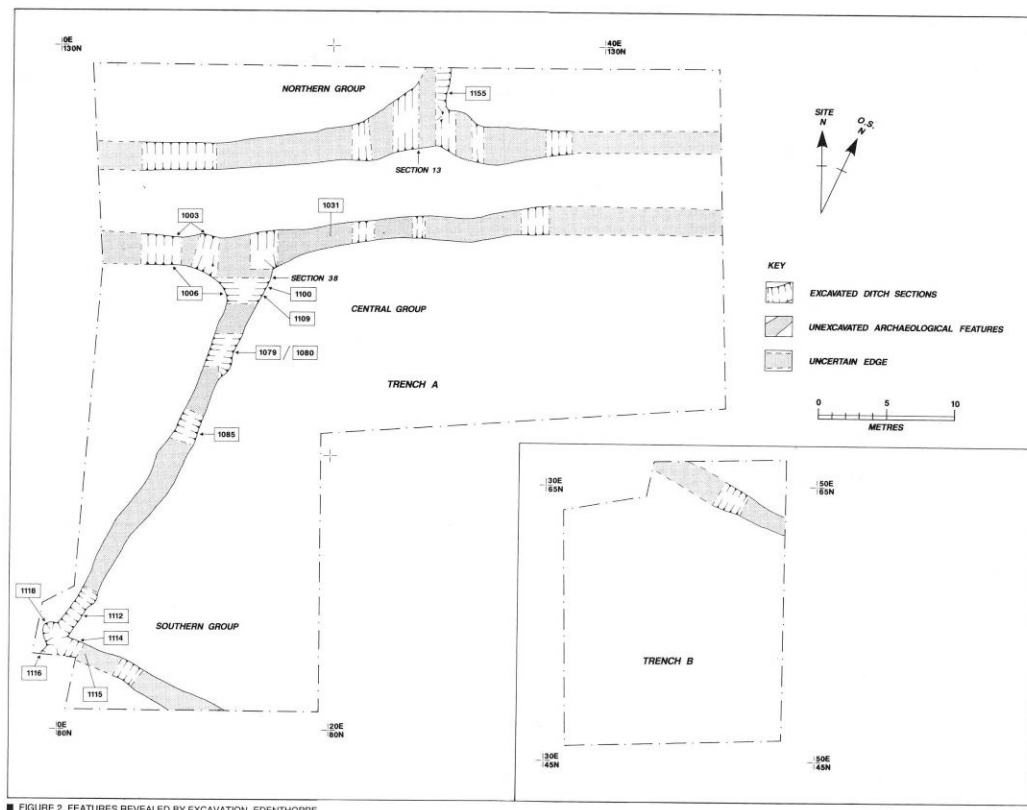 0E
130N
40E
130N
NORTHERN GROUP
1155
SITE
N
O.S.
N
SECTION 13
1003
1031
KEY
SECTION 38
1006
1100
EXCAVATED DITCH SECTIONS
CENTRAL GROUP
1109
UNEXCAVATED ARCHAEOLOGICAL FEATURES
1079 / 1080
UNCERTAIN EDGE
TRENCH A
0 5 10
METRES
1085
30E
65N
50E
65N
1118
1112
SOUTHERN GROUP
1114
TRENCH B
1116
1115
0E
80N
20E
80N
30E
45N
50E
45N
■ FIGURE 2 FEATURES REVEALED BY EXCAVATION, EDENTHORPE